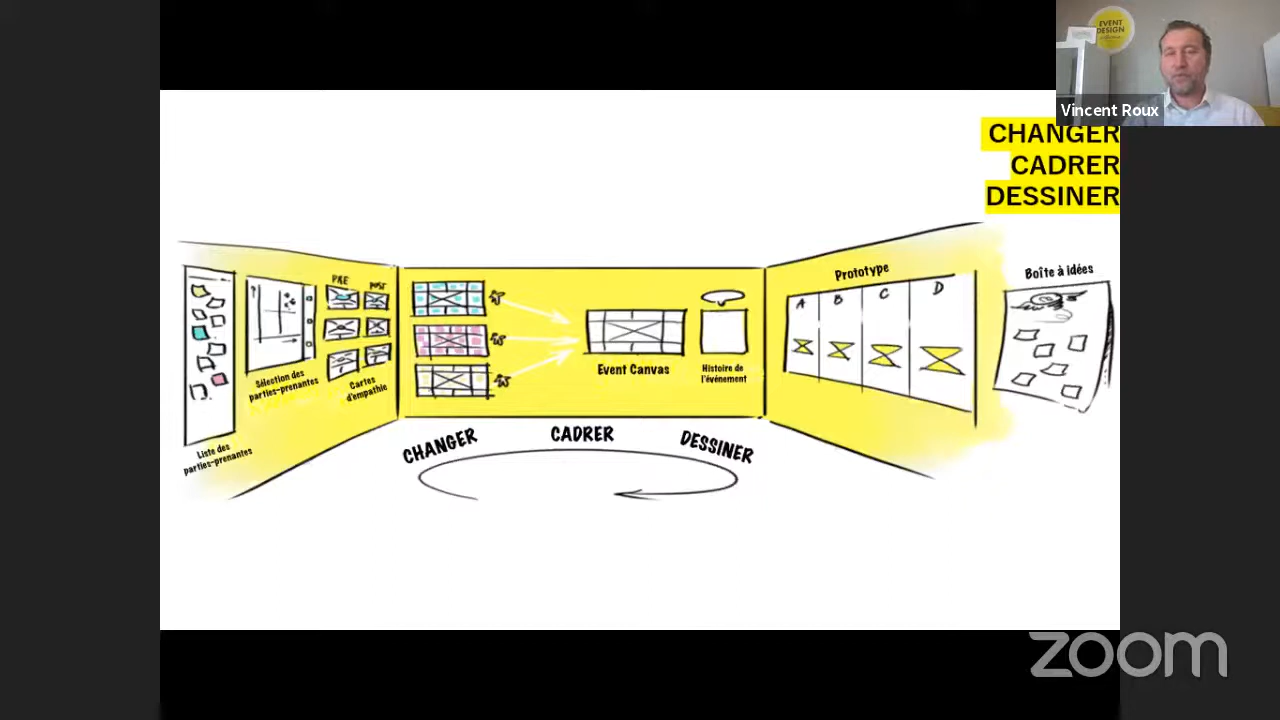 EVENT
DESIGN
Vincent Roux
CHANGER
CADRER
DESSINER
PRE
POST
Prototype
Boîte à idées
A
B
C
D
Sélection des
parties-prenantes
Cartes
d'empathie
Event Canvas
Histoire de
l'événement
Liste des
parties-prenantes
CHANGER
CADRER
DESSINER
zoom